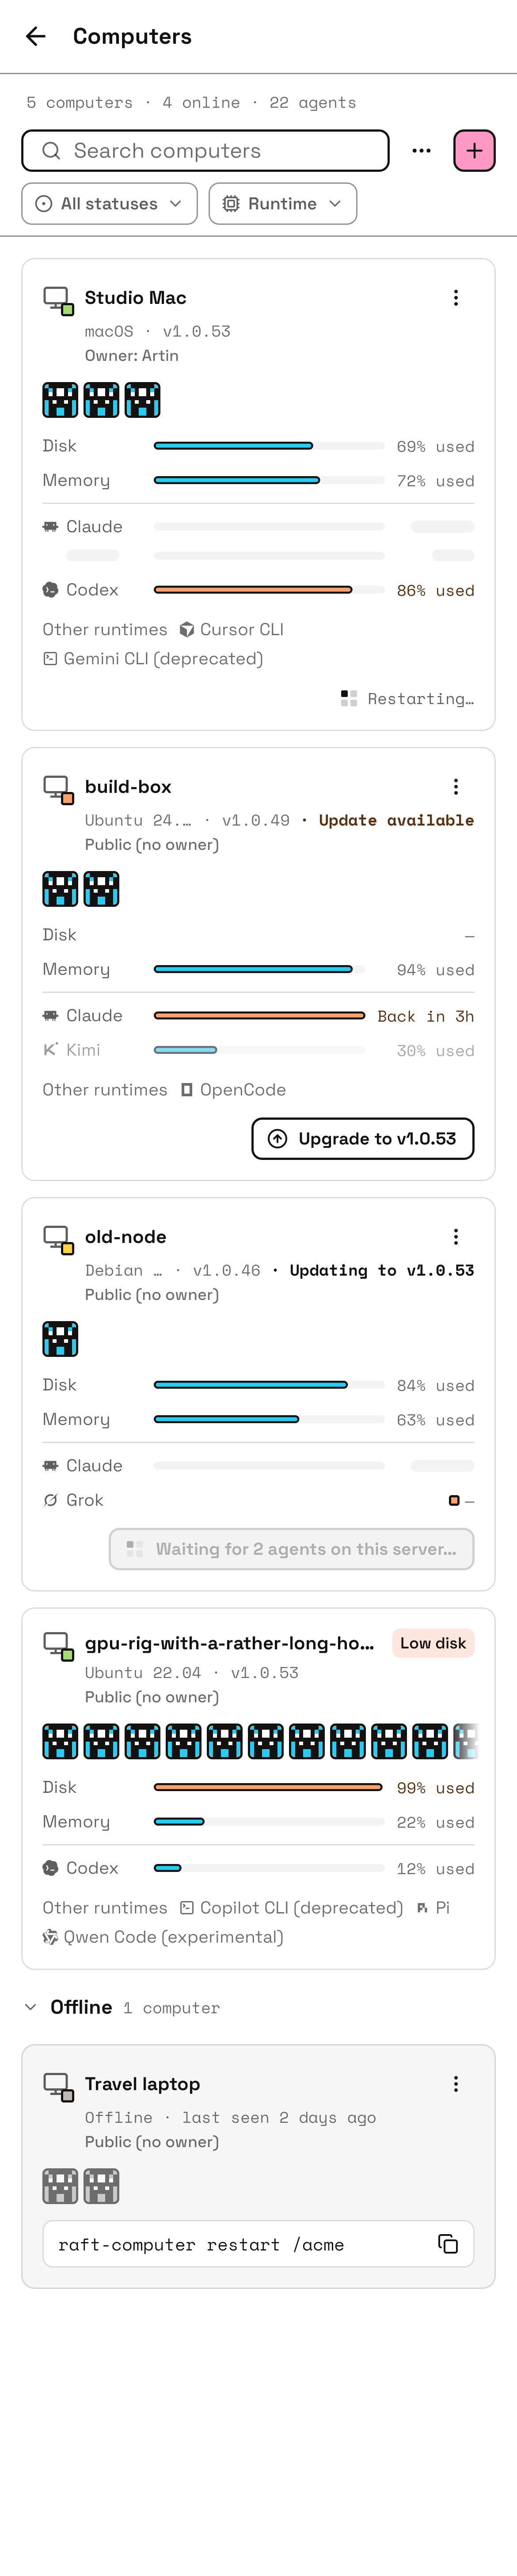 Computers
5 computers · 4 online · 22 agents
Search computers
All statuses
Runtime
Studio Mac
macOS · v1.0.53
Owner: Artin
Disk 69% used
Memory 72% used
Claude
Codex 86% used
Other runtimes Cursor CLI
Gemini CLI (deprecated)
Restarting…
build-box
Ubuntu 24.… · v1.0.49 · Update available
Public (no owner)
Disk —
Memory 94% used
Claude Back in 3h
Kimi 30% used
Other runtimes OpenCode
Upgrade to v1.0.53
old-node
Debian … · v1.0.46 · Updating to v1.0.53
Public (no owner)
Disk 84% used
Memory 63% used
Claude
Grok —
Waiting for 2 agents on this server…
gpu-rig-with-a-rather-long-ho… Low disk
Ubuntu 22.04 · v1.0.53
Public (no owner)
Disk 99% used
Memory 22% used
Codex 12% used
Other runtimes Copilot CLI (deprecated) Pi
Qwen Code (experimental)
Offline 1 computer
Travel laptop
Offline · last seen 2 days ago
Public (no owner)
raft-computer restart /acme